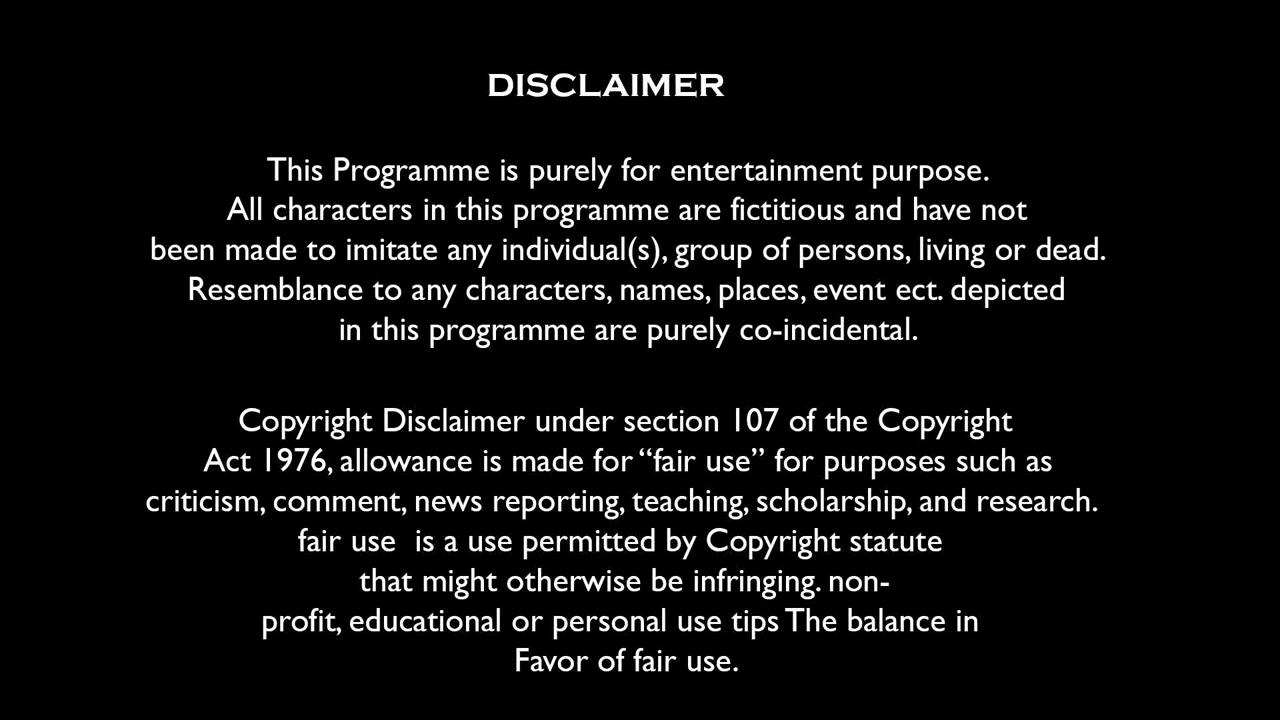 DISCLAIMER
This Programme is purely for entertainment purpose.
All characters in this programme are fictitious and have not
been made to imitate any individual(s), group of persons, living or dead.
Resemblance to any characters, names, places, event ect. depicted
in this programme are purely co-incidental.
Copyright Disclaimer under section 107 of the Copyright
Act 1976, allowance is made for “fair use” for purposes such as
criticism, comment, news reporting, teaching, scholarship, and research.
fair use  is a use permitted by Copyright statute
that might otherwise be infringing. non-
profit, educational or personal use tips The balance in
Favor of fair use.